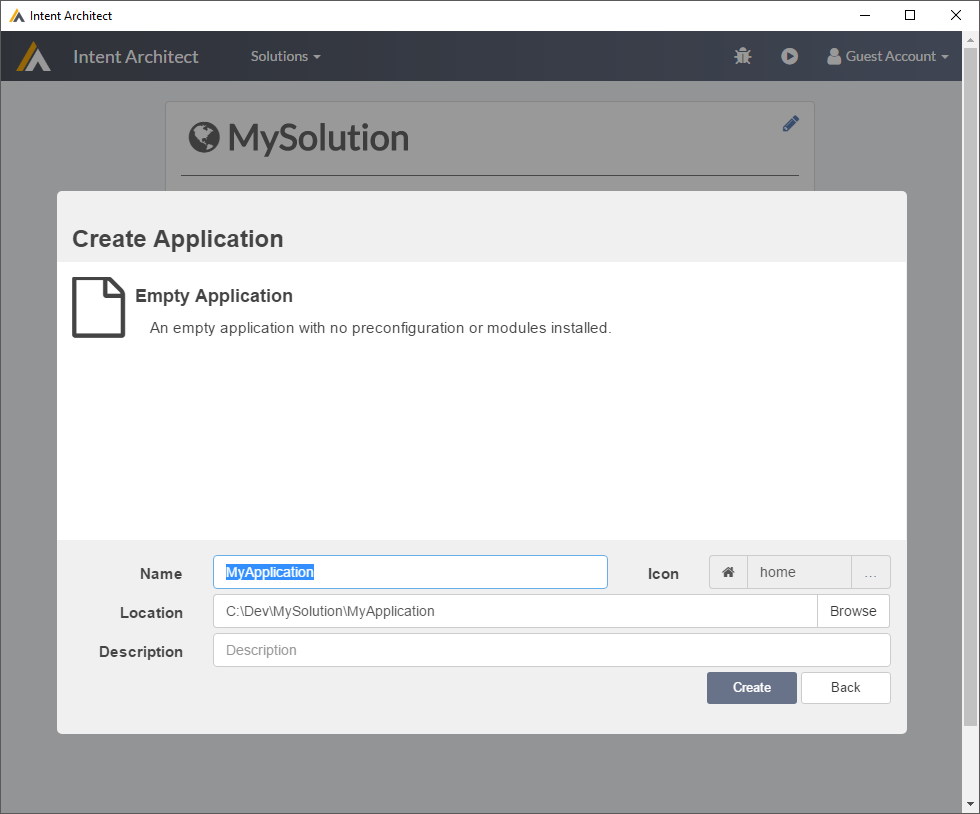 Intent Architect
Intent Architect Solutions Guest Account
MySolution
Create Application
Empty Application
An empty application with no preconfiguration or modules installed.
Name MyApplication Icon home ...
Location C:\Dev\MySolution\MyApplication Browse
Description Description
Create Back